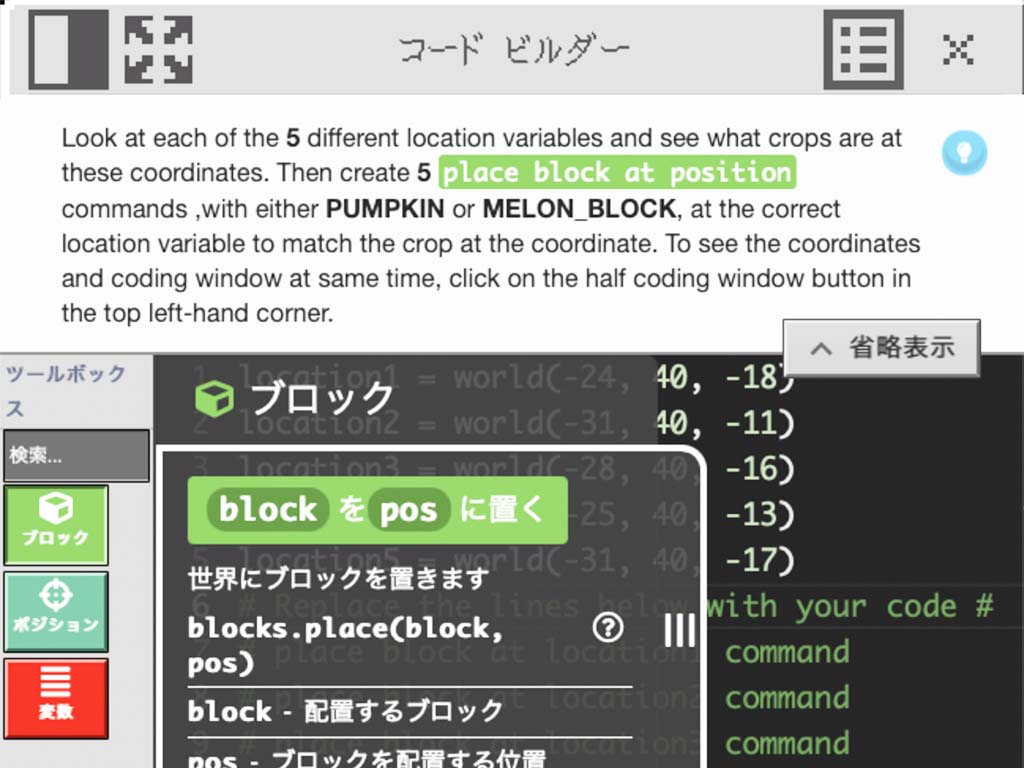 コード ビルダー
Look at each of the 5 different location variables and see what crops are at
these coordinates. Then create 5 place block at position
commands ,with either PUMPKIN or MELON_BLOCK, at the correct
location variable to match the crop at the coordinate. To see the coordinates
and coding window at same time, click on the half coding window button in
the top left-hand corner.
省略表示
ツールボック
ス
検索...
ブロック
ポジション
変数
ブロック
block を pos に置く
世界にブロックを置きます
blocks.place(block,
pos)
block - 配置するブロック
pos - ブロックを配置する位置
1 location1 = world(-24, 40, -18)
2 location2 = world(-31, 40, -11)
3 location3 = world(-28, 40, -16)
-25, 40, -13)
5 location5 = world(-31, 40, -17)
6 # Replace the lines below with your code #
# place block at location1 command
8 # place block at location2 command
9 # place block at location3 command